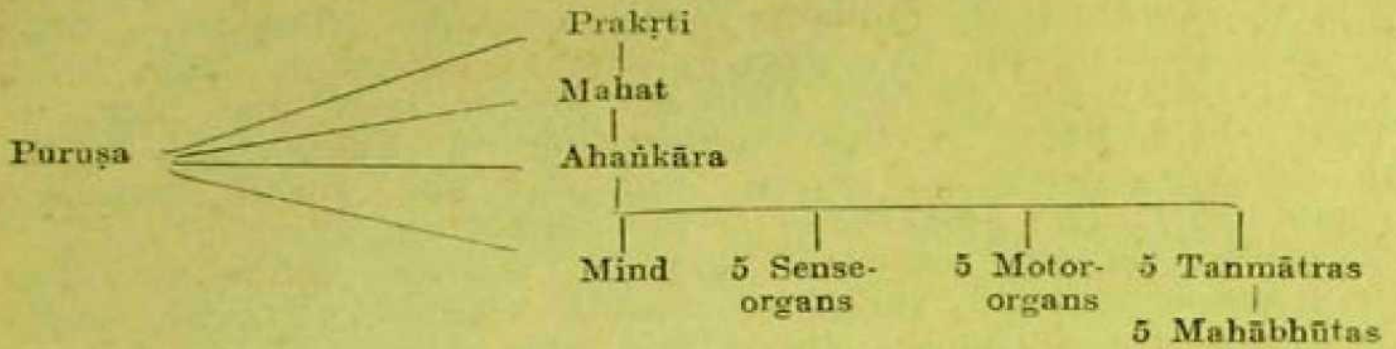 Prakṛti
Mahat
Puruṣa
Ahaṅkāra
Mind 5 Sense- 5 Motor- 5 Tanmātras
organs organs
5 Mahābhūtas